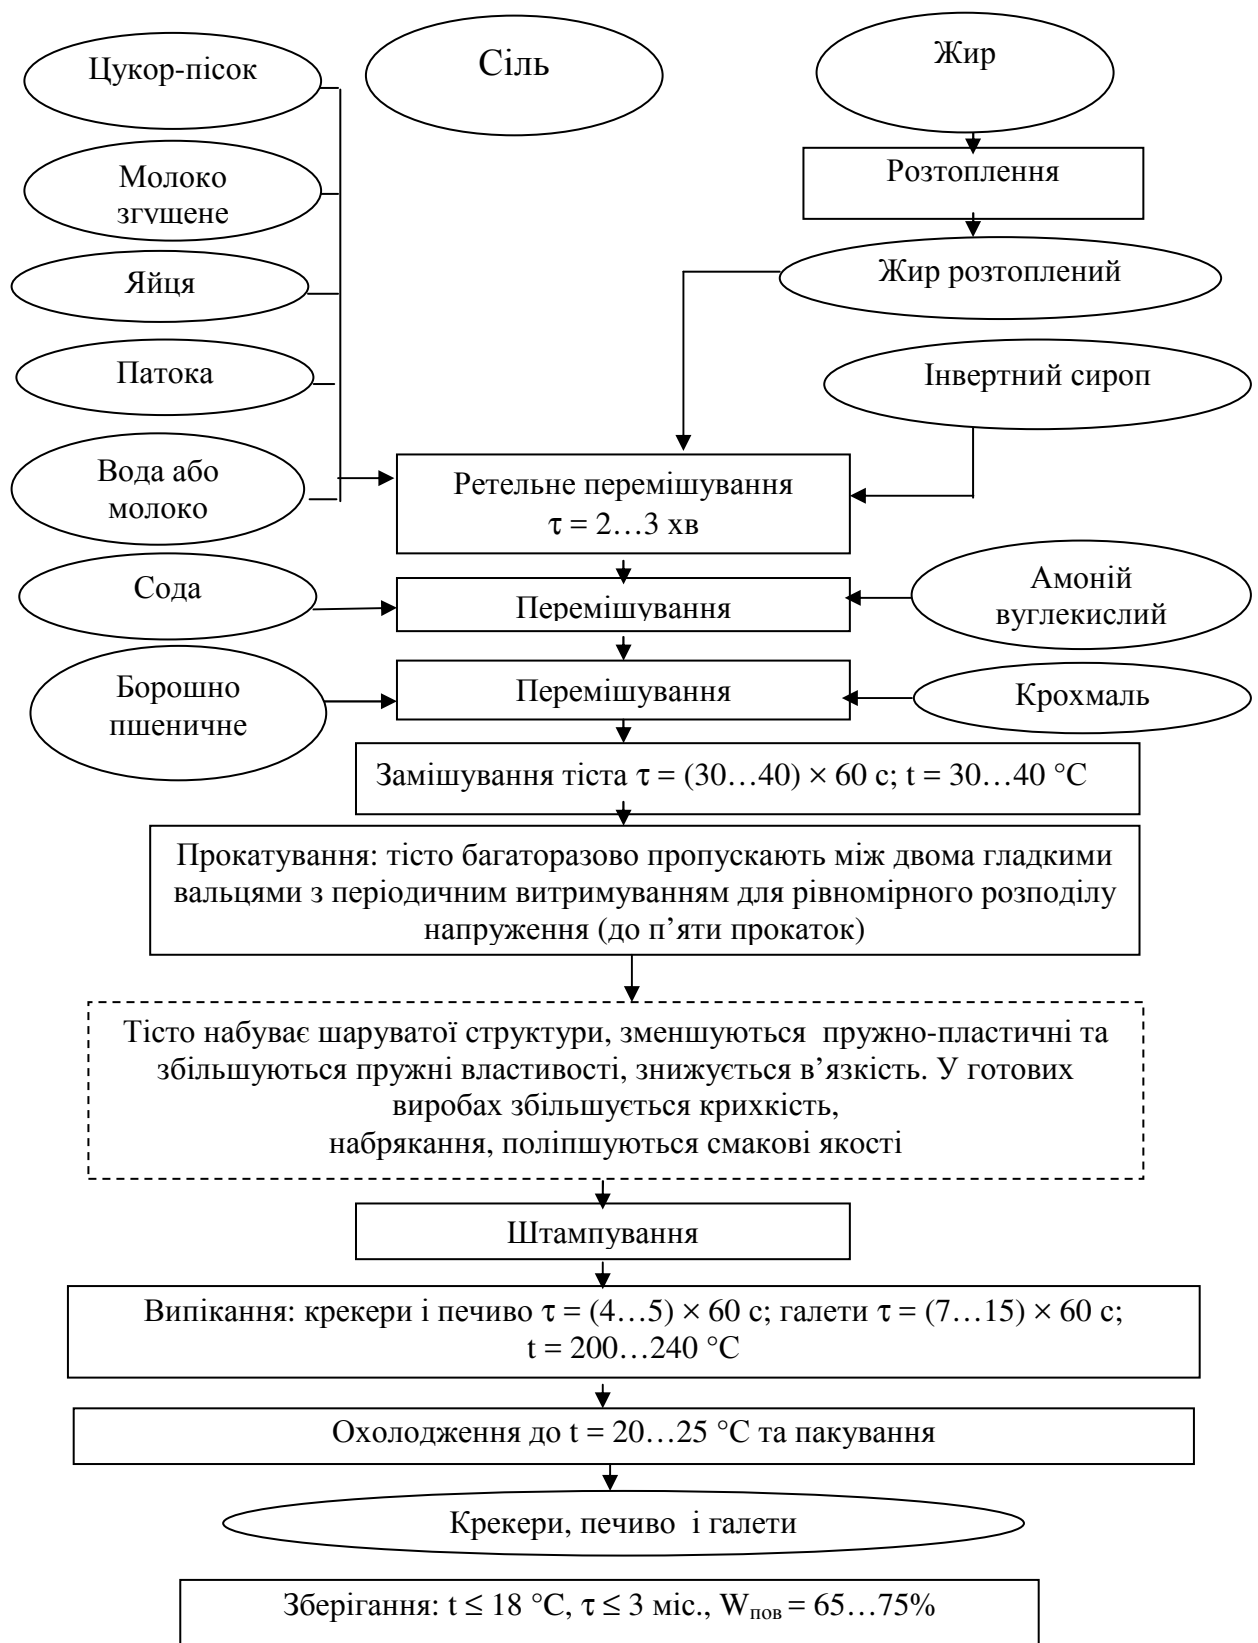 Цукор-пісок
Сіль
Жир
Молоко
згущене
Розтоплення
Яйця
Жир розтоплений
Патока
Інвертний сироп
Вода або
молоко
Ретельне перемішування
τ = 2…3 хв
Сода
Перемішування
Амоній
вуглекислий
Борошно
пшеничне
Перемішування
Крохмаль
Замішування тіста τ = (30…40) × 60 с; t = 30…40 °С
Прокатування: тісто багаторазово пропускають між двома гладкими
вальцями з періодичним витримуванням для рівномірного розподілу
напруження (до п’яти прокаток)
Тісто набуває шаруватої структури, зменшуються пружно-пластичні та
збільшуються пружні властивості, знижується в’язкість. У готових
виробах збільшується крихкість,
набрякання, поліпшуються смакові якості
Штампування
Випікання: крекери і печиво τ = (4…5) × 60 с; галети τ = (7…15) × 60 с;
t = 200…240 °С
Охолодження до t = 20…25 °С та пакування
Крекери, печиво і галети
Зберігання: t ≤ 18 °С, τ ≤ 3 міс., Wпов = 65…75%